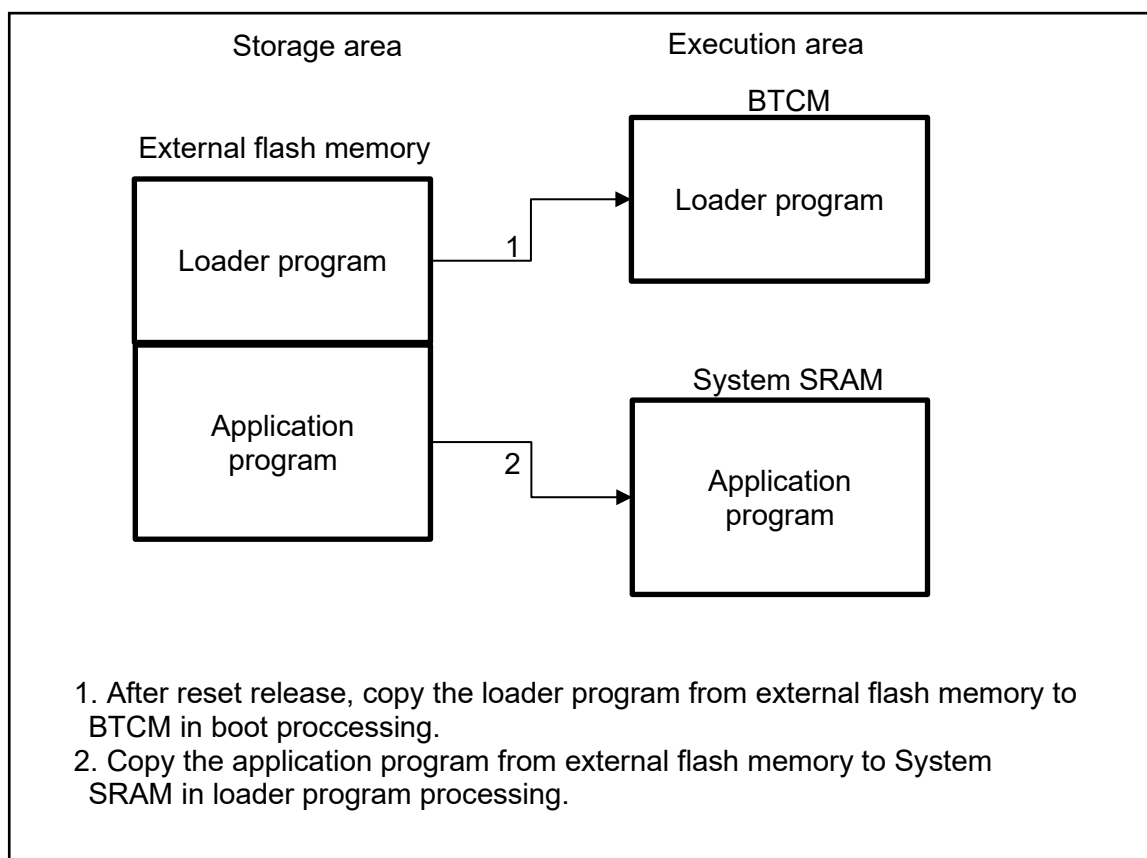 Storage area
Execution area
External flash memory
Loader program
Application
program
1
2
BTCM
Loader program
System SRAM
Application
program
1. After reset release, copy the loader program from external flash memory to
BTCM in boot proccessing.
2. Copy the application program from external flash memory to System
SRAM in loader program processing.